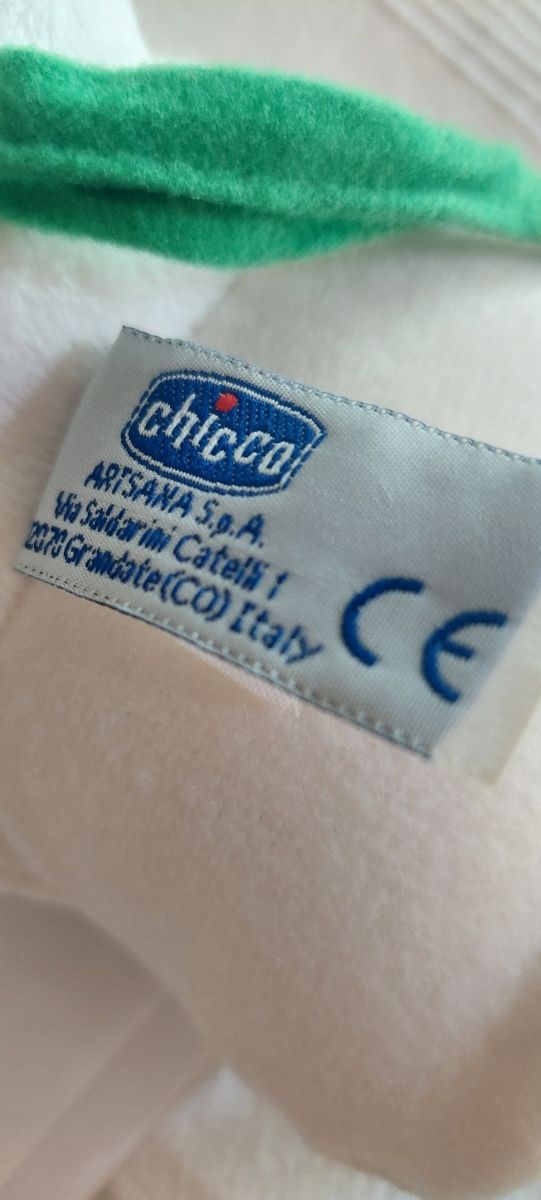 chicco
ARTSANA S.p.A.
Via Saldarini Catelli 1
22070 Grandate (CO) Italy
CE